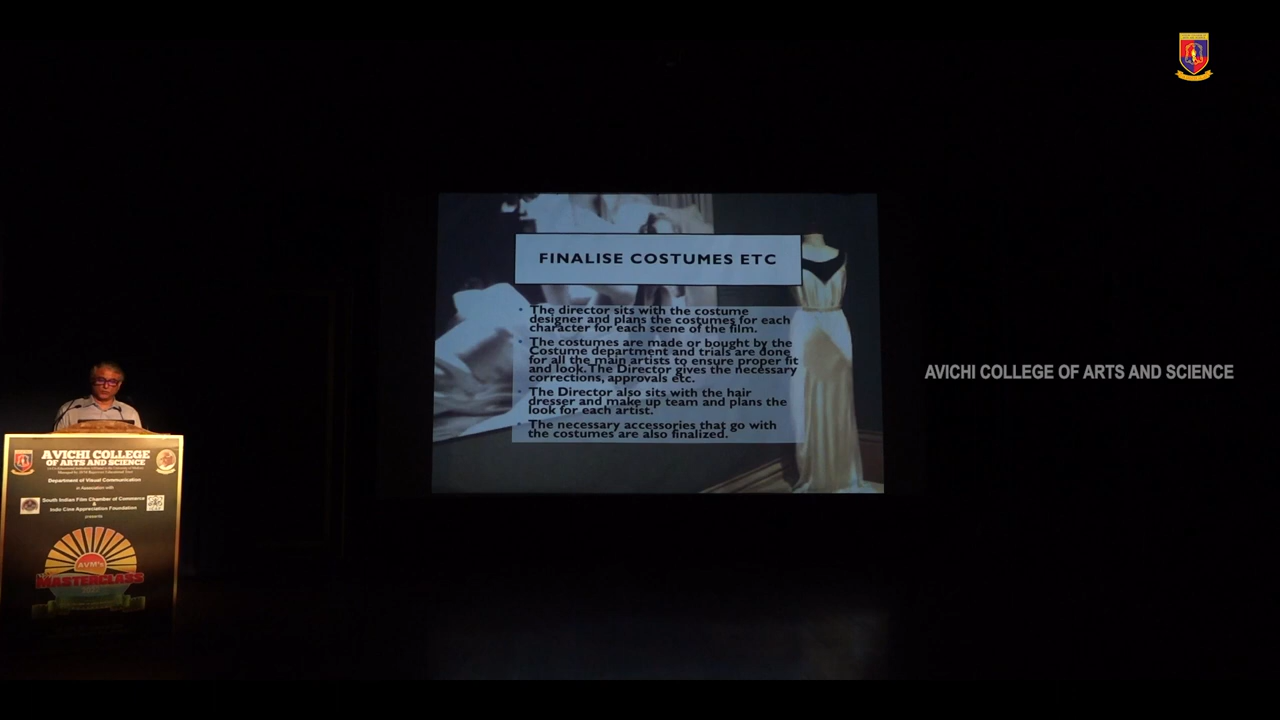 FINALISE COSTUMES ETC
• The director sits with the costume
designer and plans the costumes for each
character for each scene of the film.
• The costumes are made or bought by the
Costume department and trials are done
for all the main artists to ensure proper fit
and look. The Director gives the necessary
corrections, approvals etc.
• The Director also sits with the hair
dresser and make up team and plans the
look for each artist.
• The necessary accessories that go with
the costumes are also finalized.
AVICHI COLLEGE OF ARTS AND SCIENCE
AVICHI COLLEGE
OF ARTS AND SCIENCE
Department of Visual Communication
in Association with
South Indian Film Chamber of Commerce
&
Indo Cine Appreciation Foundation
presents
AVM's
MASTERCLASS